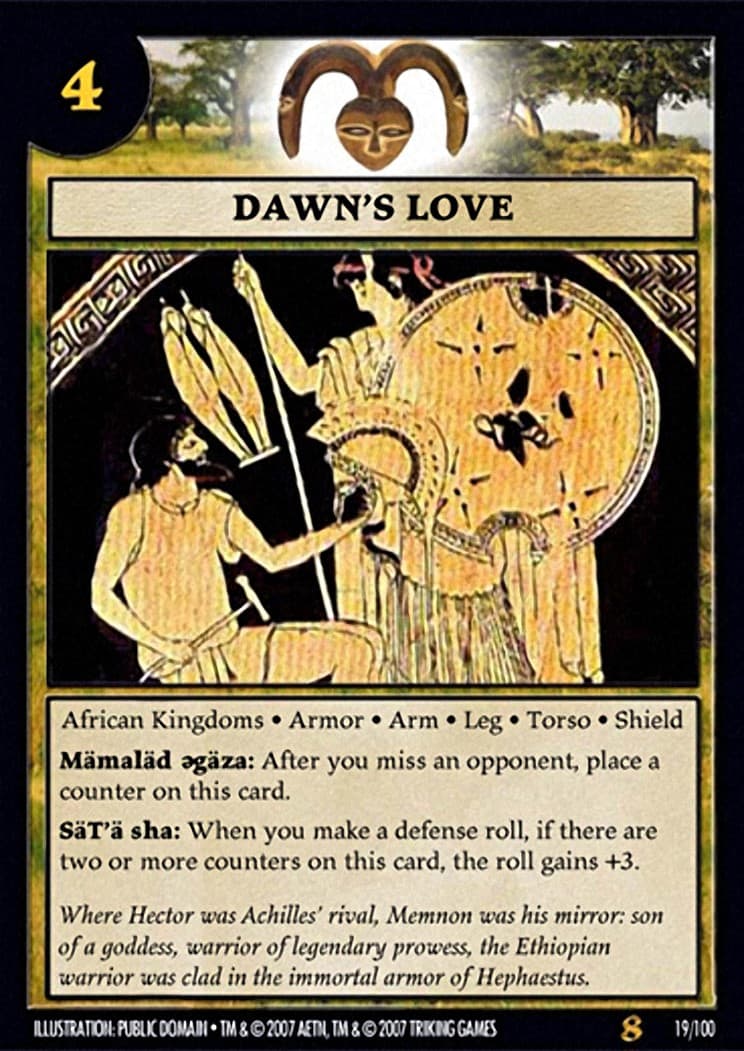 4
DAWN'S LOVE
African Kingdoms • Armor • Arm • Leg • Torso • Shield
Mämaläd əgäza: After you miss an opponent, place a
counter on this card.
SäT'ä sha: When you make a defense roll, if there are
two or more counters on this card, the roll gains +3.
Where Hector was Achilles' rival, Memnon was his mirror: son
of a goddess, warrior of legendary prowess, the Ethiopian
warrior was clad in the immortal armor of Hephaestus.
ILLUSTRATION: PUBLIC DOMAIN • TM & © 2007 AETN, TM & © 2007 TRIKING GAMES
8 19/100